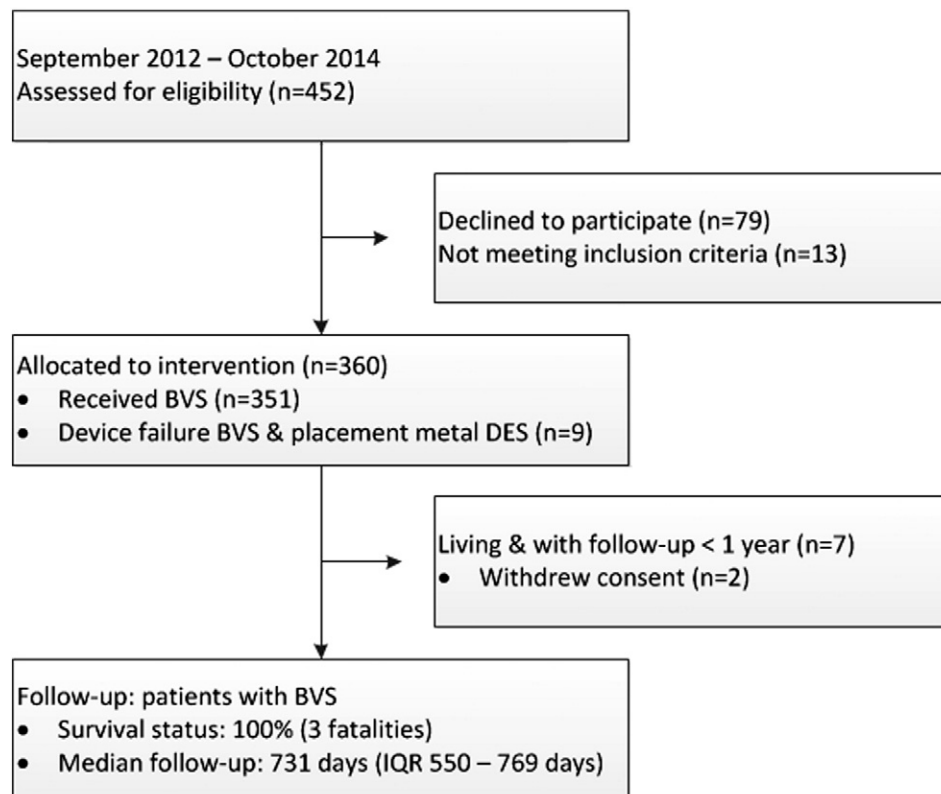 September 2012 – October 2014
Assessed for eligibility (n=452)
Declined to participate (n=79)
Not meeting inclusion criteria (n=13)
Allocated to intervention (n=360)
• Received BVS (n=351)
• Device failure BVS & placement metal DES (n=9)
Living & with follow-up < 1 year (n=7)
• Withdrew consent (n=2)
Follow-up: patients with BVS
• Survival status: 100% (3 fatalities)
• Median follow-up: 731 days (IQR 550 – 769 days)